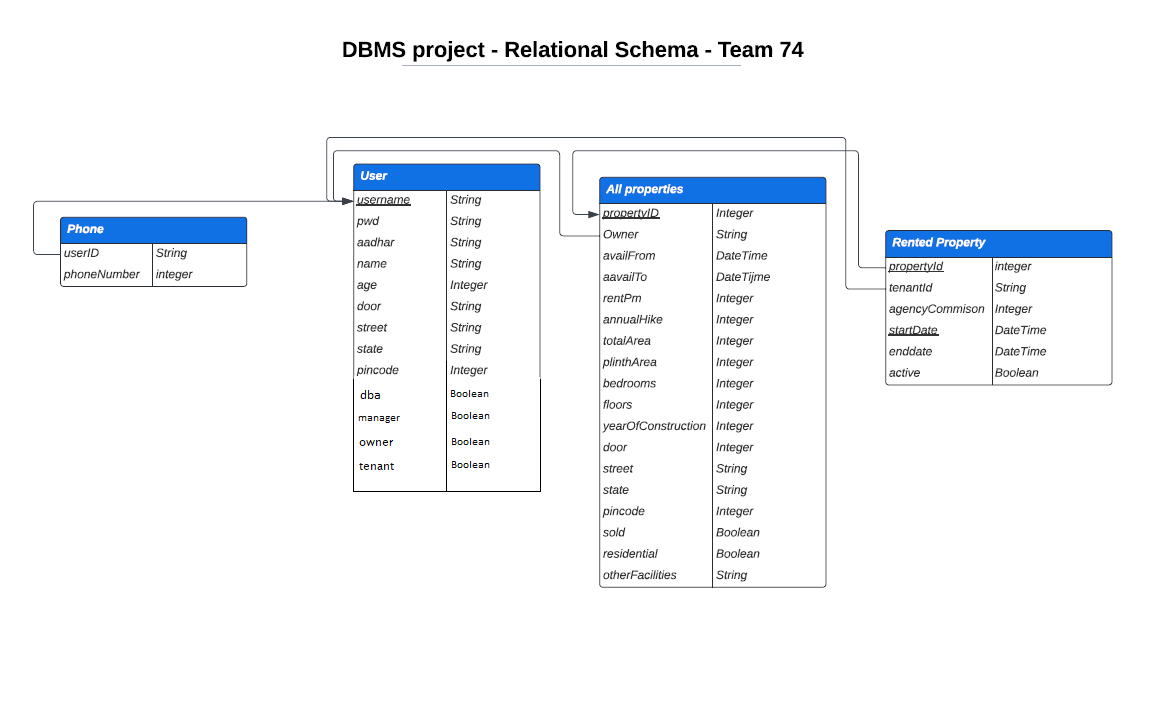 DBMS project - Relational Schema - Team 74
Phone
userID String
phoneNumber integer
User
username String
pwd String
aadhar String
name String
age Integer
door String
street String
state String
pincode Integer
dba Boolean
manager Boolean
owner Boolean
tenant Boolean
All properties
propertyID Integer
Owner String
availFrom DateTime
aavailTo DateTijme
rentPm Integer
annualHike Integer
totalArea Integer
plinthArea Integer
bedrooms Integer
floors Integer
yearOfConstruction Integer
door Integer
street String
state String
pincode Integer
sold Boolean
residential Boolean
otherFacilities String
Rented Property
propertyId integer
tenantId String
agencyCommison Integer
startDate DateTime
enddate DateTime
active Boolean